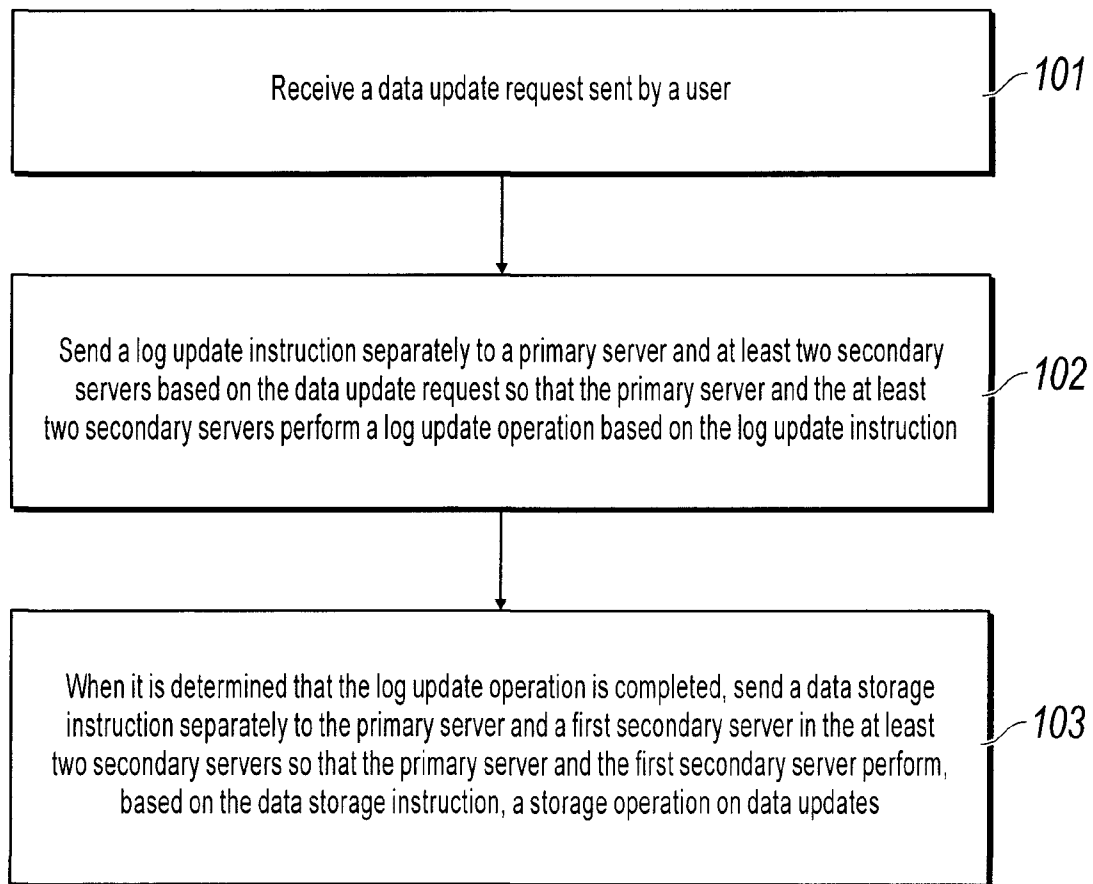 Receive a data update request sent by a user
101
Send a log update instruction separately to a primary server and at least two secondary
servers based on the data update request so that the primary server and the at least
two secondary servers perform a log update operation based on the log update instruction
102
When it is determined that the log update operation is completed, send a data storage
instruction separately to the primary server and a first secondary server in the at least
two secondary servers so that the primary server and the first secondary server perform,
based on the data storage instruction, a storage operation on data updates
103